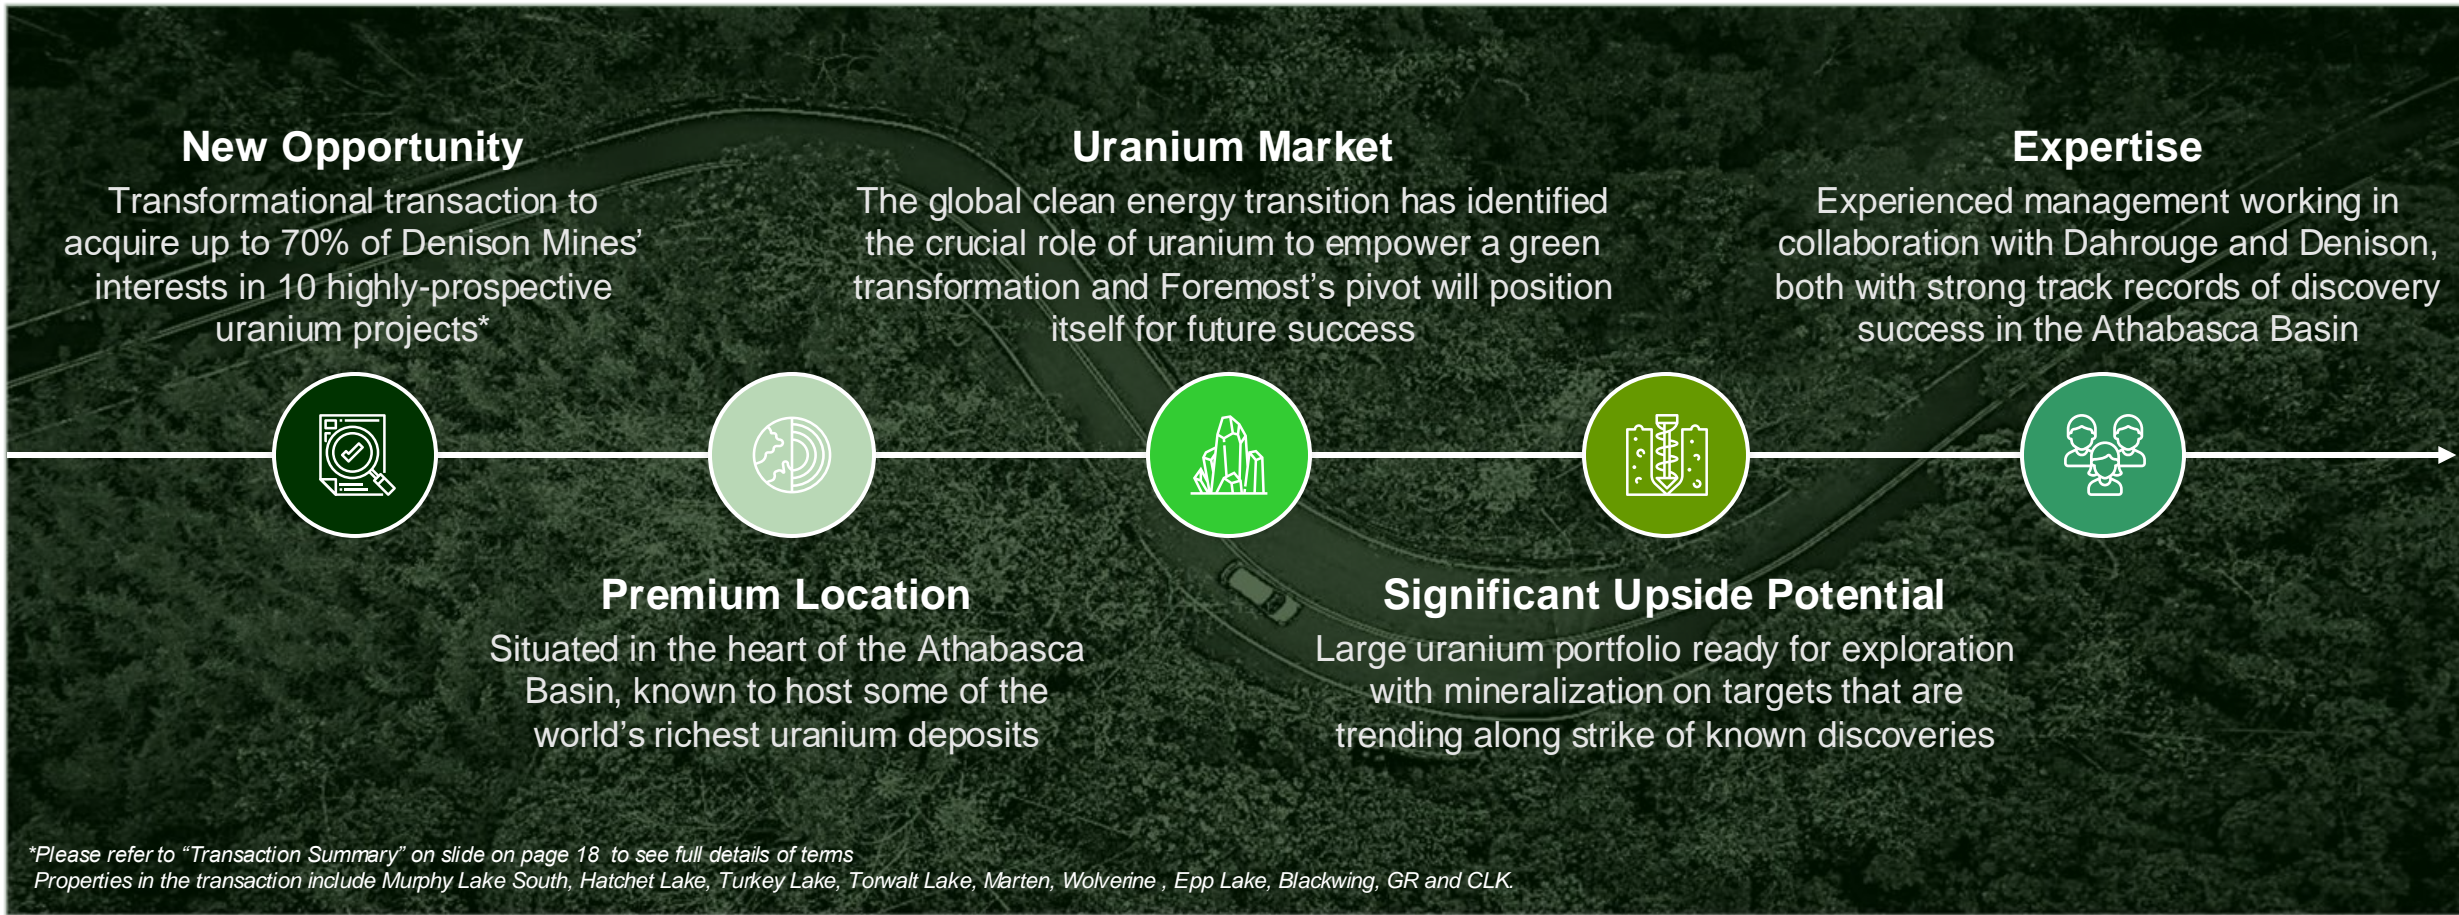 New Opportunity
Transformational transaction to
acquire up to 70% of Denison Mines’
interests in 10 highly-prospective
uranium projects*
Premium Location
Situated in the heart of the Athabasca
Basin, known to host some of the
world’s richest uranium deposits
Uranium Market
The global clean energy transition has identified
the crucial role of uranium to empower a green
transformation and Foremost’s pivot will position
itself for future success
Significant Upside Potential
Large uranium portfolio ready for exploration
with mineralization on targets that are
trending along strike of known discoveries
Expertise
Experienced management working in
collaboration with Dahrouge and Denison,
both with strong track records of discovery
success in the Athabasca Basin
*Please refer to “Transaction Summary” on slide on page 18 to see full details of terms
Properties in the transaction include Murphy Lake South, Hatchet Lake, Turkey Lake, Torwalt Lake, Marten, Wolverine , Epp Lake, Blackwing, GR and CLK.